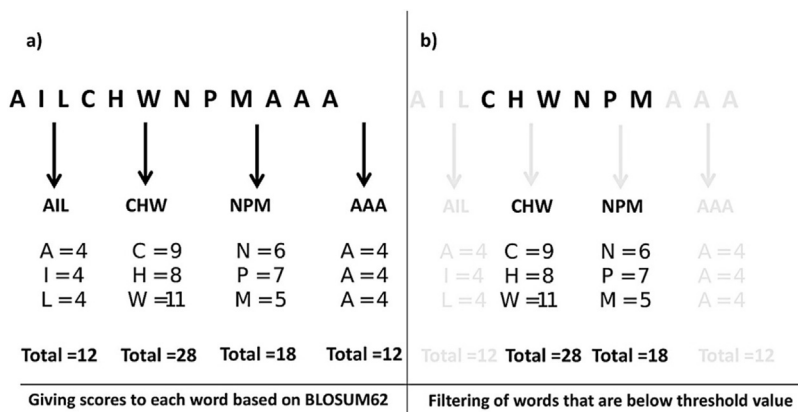 a)
A I L C H W N P M A A A
AIL CHW NPM AAA
A =4 C =9 N =6 A =4
I =4 H =8 P =7 A =4
L =4 W =11 M =5 A =4
Total =12 Total =28 Total =18 Total =12
Giving scores to each word based on BLOSUM62
b)
A I L C H W N P M A A A
AIL CHW NPM AAA
A =4 C =9 N =6 A =4
I =4 H =8 P =7 A =4
L =4 W =11 M =5 A =4
Total =12 Total =28 Total =18 Total =12
Filtering of words that are below threshold value